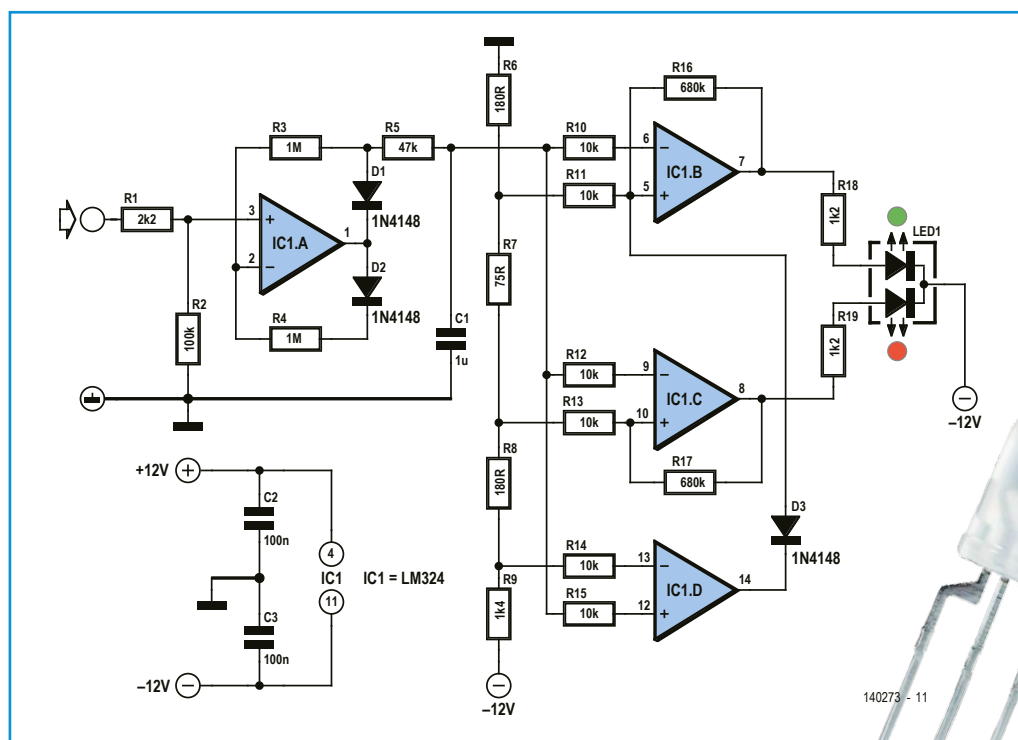 R1
2k2
R2
100k
R3
1M
R4
1M
3
+
2
−
IC1.A
1
R5
47k
D1
1N4148
D2
1N4148
C1
1u
R6
180R
R7
75R
R8
180R
R9
1k4
−12V
R10
10k
R11
10k
R12
10k
R13
10k
R14
10k
R15
10k
R16
680k
6
−
5
+
IC1.B
7
9
−
10
+
IC1.C
8
R17
680k
13
−
12
+
IC1.D
14
D3
1N4148
R18
1k2
LED1
R19
1k2
−
−12V
+12V
+
C2
100n
C3
100n
−12V
−
4
IC1
11
IC1 = LM324
−
140273 - 11